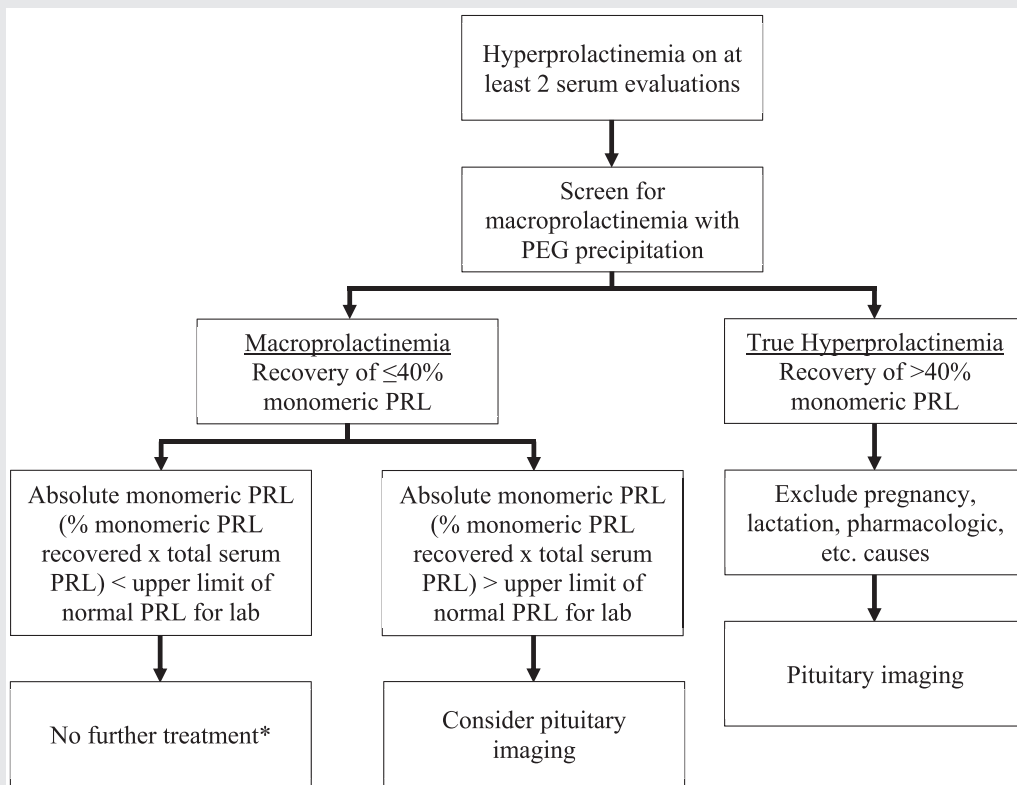 Hyperprolactinemia on at
least 2 serum evaluations
Screen for
macroprolactinemia with
PEG precipitation
Macroprolactinemia
Recovery of ≤40%
monomeric PRL
True Hyperprolactinemia
Recovery of >40%
monomeric PRL
Absolute monomeric PRL
(% monomeric PRL
recovered x total serum
PRL) < upper limit of
normal PRL for lab
Absolute monomeric PRL
(% monomeric PRL
recovered x total serum
PRL) > upper limit of
normal PRL for lab
Exclude pregnancy,
lactation, pharmacologic,
etc. causes
No further treatment*
Consider pituitary
imaging
Pituitary imaging